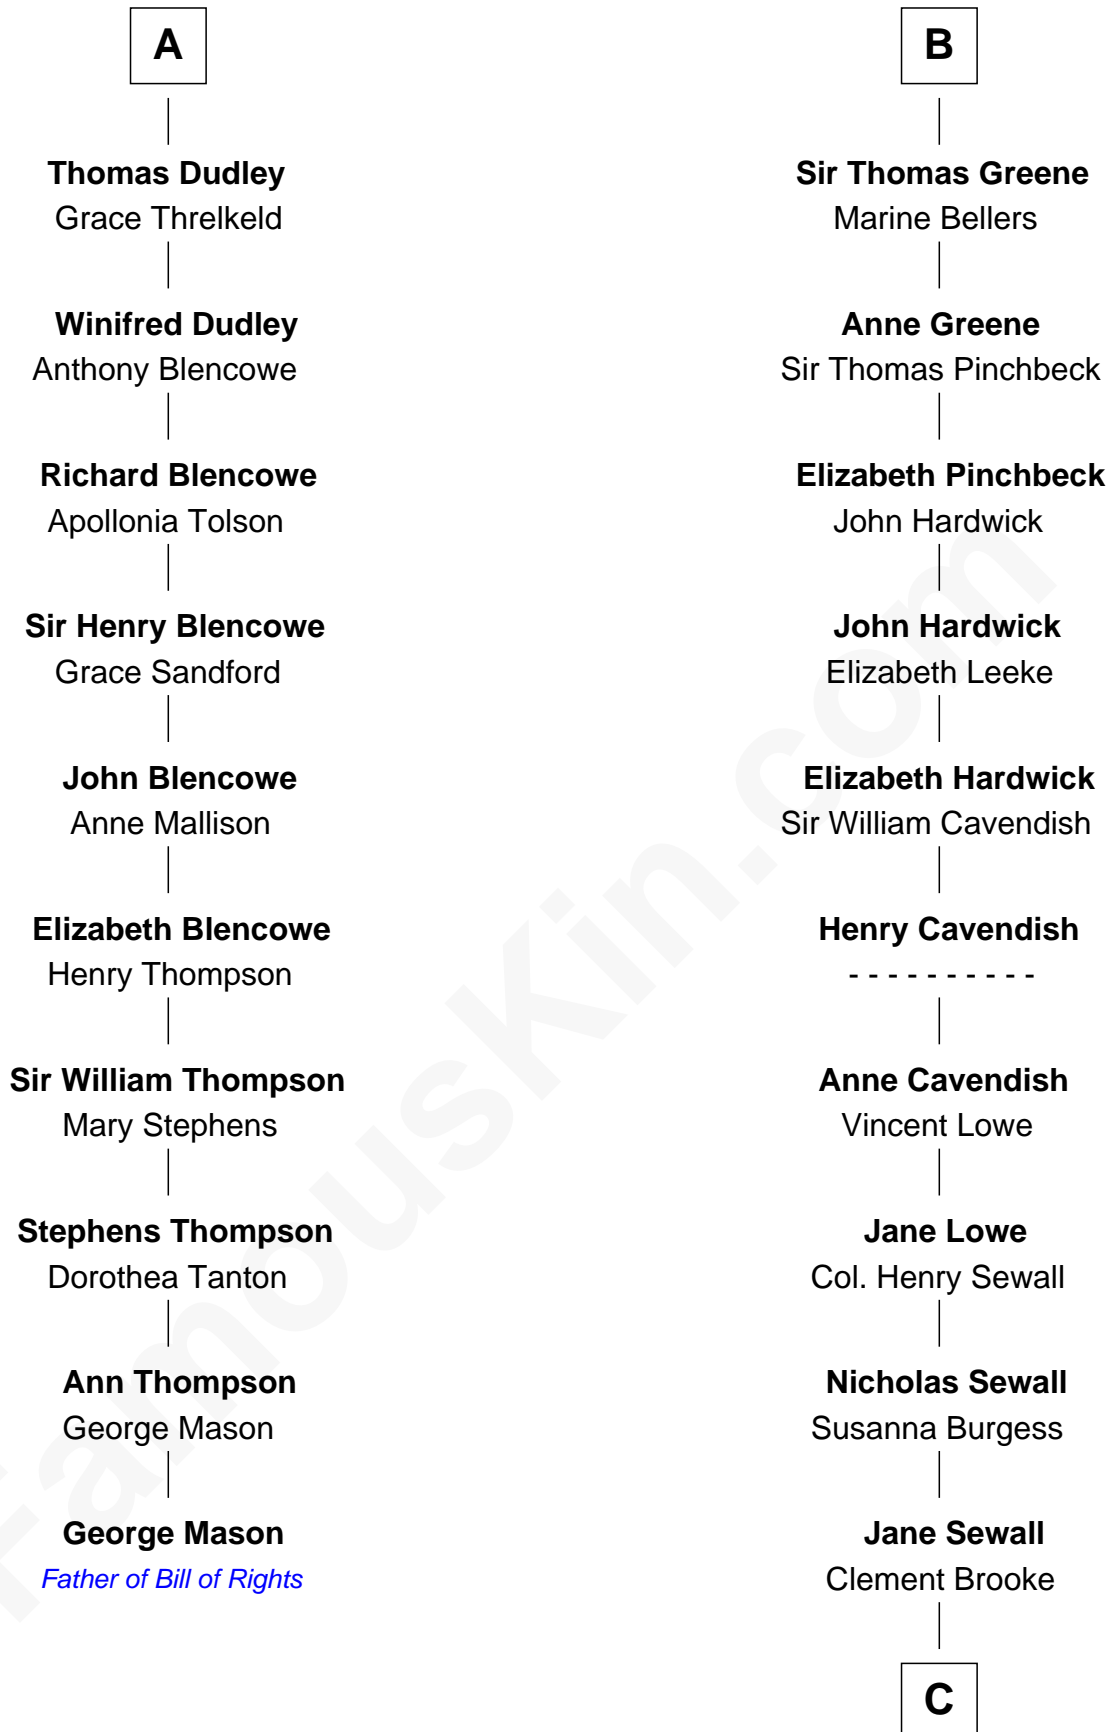 A
Thomas Dudley
Grace Threlkeld
Winifred Dudley
Anthony Blencowe
Richard Blencowe
Apollonia Tolson
Sir Henry Blencowe
Grace Sandford
John Blencowe
Anne Mallison
Elizabeth Blencowe
Henry Thompson
Sir William Thompson
Mary Stephens
Stephens Thompson
Dorothea Tanton
Ann Thompson
George Mason
George Mason
Father of Bill of Rights
B
Sir Thomas Greene
Marine Bellers
Anne Greene
Sir Thomas Pinchbeck
Elizabeth Pinchbeck
John Hardwick
John Hardwick
Elizabeth Leeke
Elizabeth Hardwick
Sir William Cavendish
Henry Cavendish
- - - - - - - - - -
Anne Cavendish
Vincent Lowe
Jane Lowe
Col. Henry Sewall
Nicholas Sewall
Susanna Burgess
Jane Sewall
Clement Brooke
C
FamousKin.com